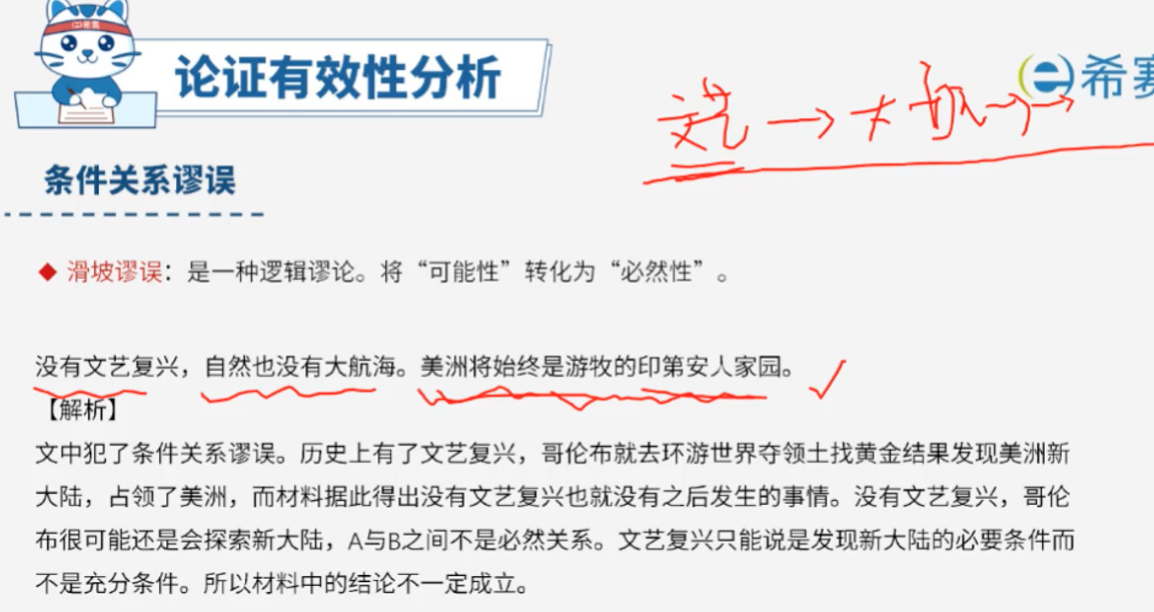 论证有效性分析
希赛
文艺 → 大航 → →
条件关系谬误
◆ 滑坡谬误：是一种逻辑谬论。将“可能性”转化为“必然性”。
没有文艺复兴，自然也没有大航海。美洲将始终是游牧的印第安人家园。
【解析】
文中犯了条件关系谬误。历史上有了文艺复兴，哥伦布就去环游世界夺领土找黄金结果发现美洲新
大陆，占领了美洲，而材料据此得出没有文艺复兴也就没有之后发生的事情。没有文艺复兴，哥伦
布很可能还是会探索新大陆，A与B之间不是必然关系。文艺复兴只能说是发现新大陆的必要条件而
不是充分条件。所以材料中的结论不一定成立。